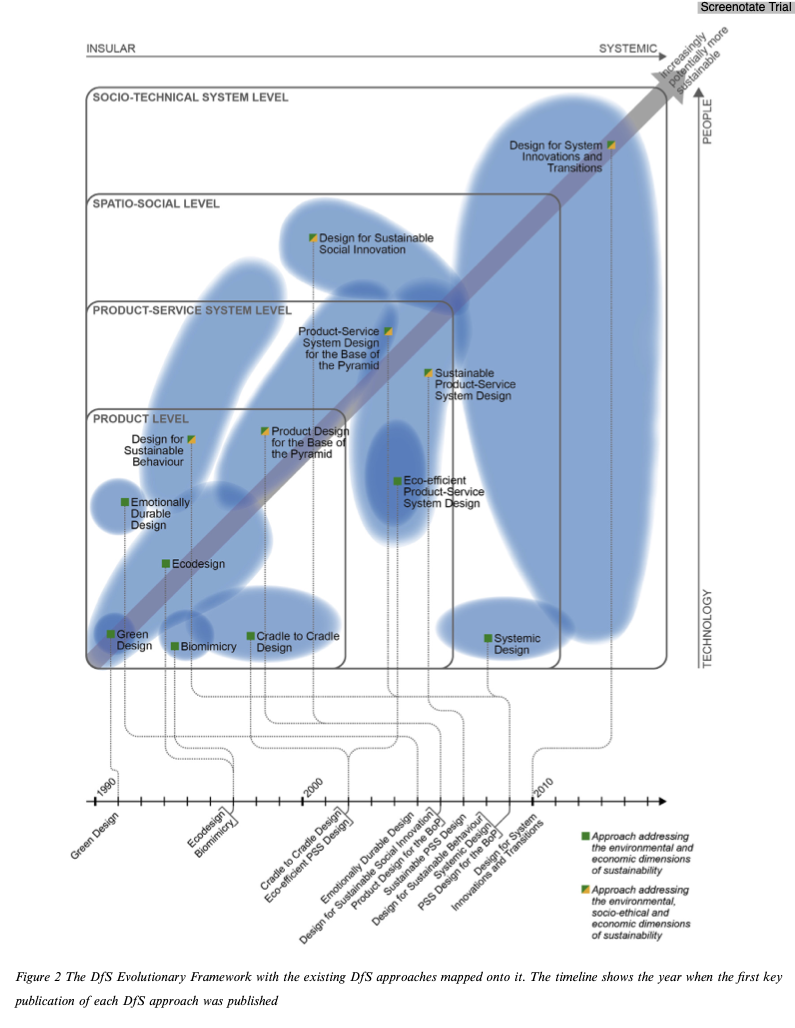 Screenotate Trial
INSULAR
SYSTEMIC
Increasingly
potentially more
sustainable
PEOPLE
SOCIO-TECHNICAL SYSTEM LEVEL
Design for System
Innovations and
Transitions
SPATIO-SOCIAL LEVEL
Design for Sustainable
Social Innovation
PRODUCT-SERVICE SYSTEM LEVEL
Product-Service
System Design
for the Base of
the Pyramid
Sustainable
Product-Service
System Design
PRODUCT LEVEL
Design for
Sustainable
Behaviour
Product Design
for the Base of
the Pyramid
Emotionally
Durable
Design
Eco-efficient
Product-Service
System Design
Ecodesign
Green
Design
Biomimicry
Cradle to Cradle
Design
Systemic
Design
TECHNOLOGY
1990
2000
2010
Green Design
Ecodesign
Biomimicry
Cradle to Cradle Design
Eco-efficient PSS Design
Emotionally Durable Design
Design for Sustainable Social Innovation
Product Design for the BoP
Sustainable PSS Design
Design for Sustainable Behaviour
Systemic Design
PSS Design for the BoP
Design for System
Innovations and Transitions
Approach addressing
the environmental and
economic dimensions
of sustainability
Approach addressing
the environmental,
socio-ethical and
economic dimensions
of sustainability
Figure 2 The DfS Evolutionary Framework with the existing DfS approaches mapped onto it. The timeline shows the year when the first key
publication of each DfS approach was published